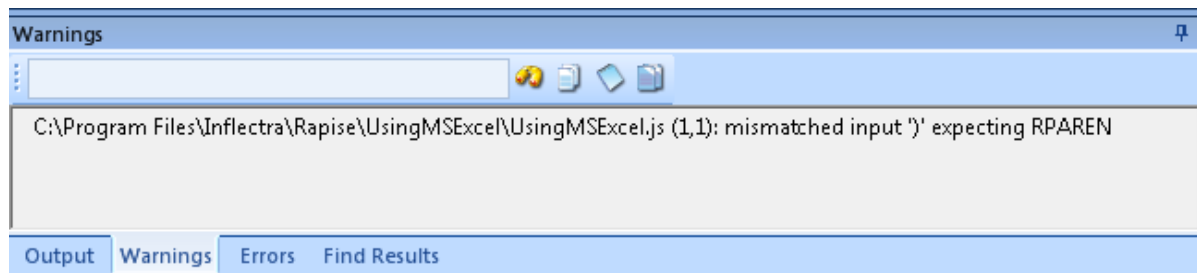 Warnings
C:\Program Files\Inflectra\Rapise\UsingMSExcel\UsingMSExcel.js (1,1): mismatched input ')' expecting RPAREN
Output Warnings Errors Find Results